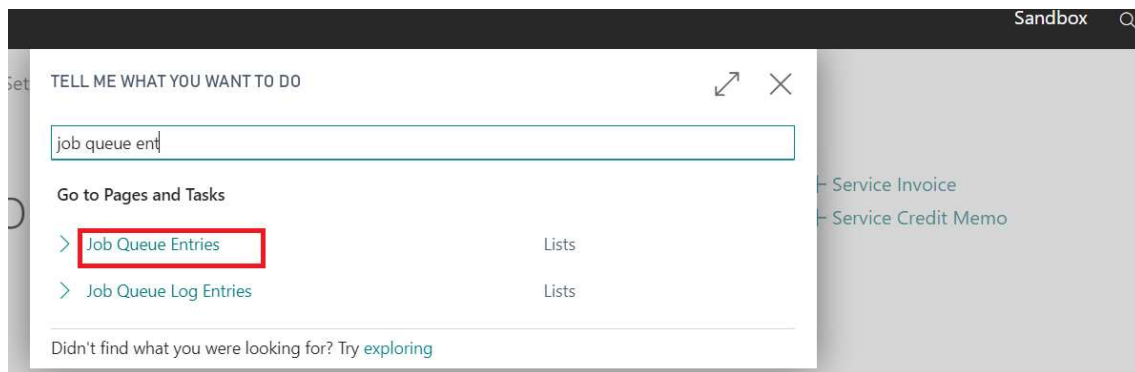 Sandbox
Set
TELL ME WHAT YOU WANT TO DO
job queue ent
Go to Pages and Tasks
Service Invoice
Service Credit Memo
Job Queue Entries Lists
Job Queue Log Entries Lists
Didn't find what you were looking for? Try exploring